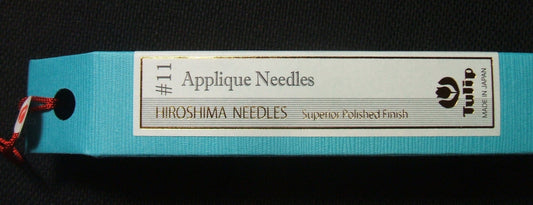 #11
Applique Needles
HIROSHIMA NEEDLES Superior Polished Finish
Tulip
MADE IN JAPAN